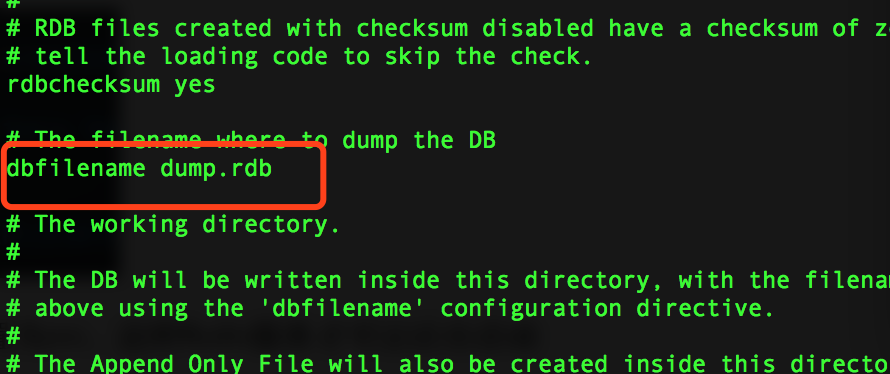 #
# RDB files created with checksum disabled have a checksum of
# tell the loading code to skip the check.
rdbchecksum yes
# The filename where to dump the DB
dbfilename dump.rdb
# The working directory.
#
# The DB will be written inside this directory, with the
# above using the 'dbfilename' configuration directive.
#
# The Append Only File will also be created inside this